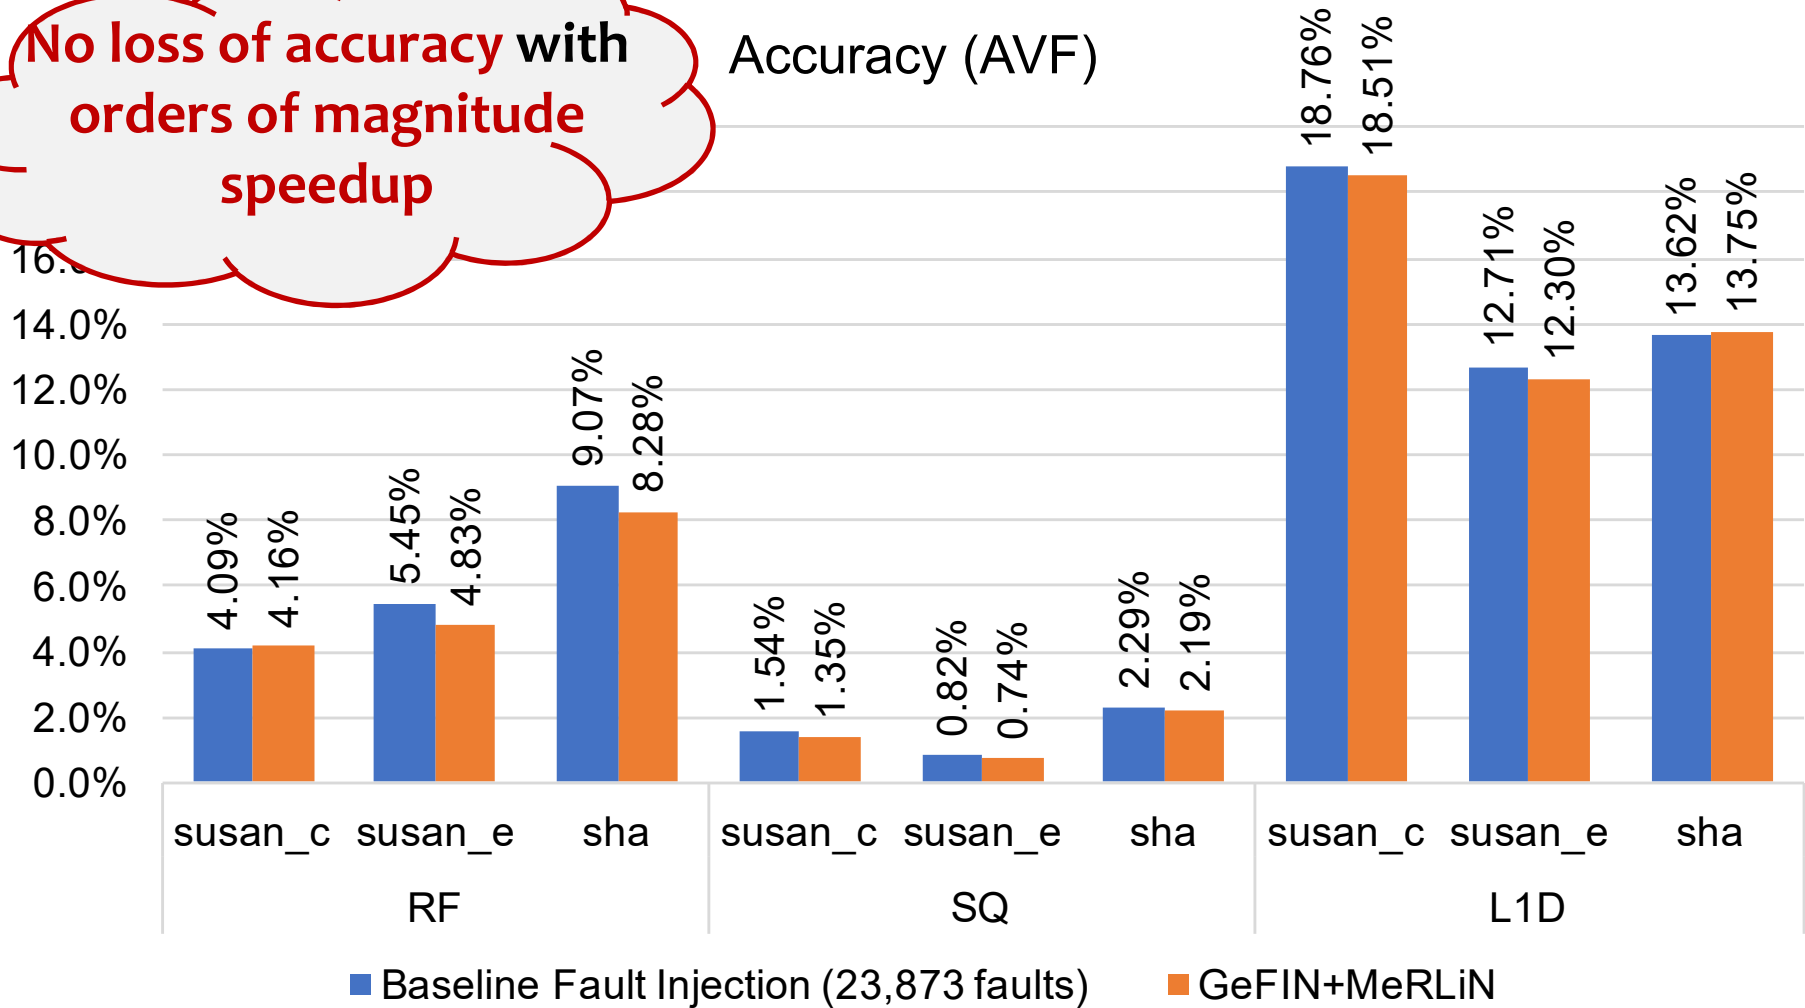 No loss of accuracy with
orders of magnitude
speedup
Accuracy (AVF)
14.0%
12.0%
10.0%
8.0%
6.0%
4.0%
2.0%
0.0%
4.09% 4.16% 5.45% 4.83% 9.07% 8.28% 1.54% 1.35% 0.82% 0.74% 2.29% 2.19% 18.76% 18.51% 12.71% 12.30% 13.62% 13.75%
susan_c susan_e sha susan_c susan_e sha susan_c susan_e sha
RF SQ L1D
Baseline Fault Injection (23,873 faults) GeFIN+MeRLiN